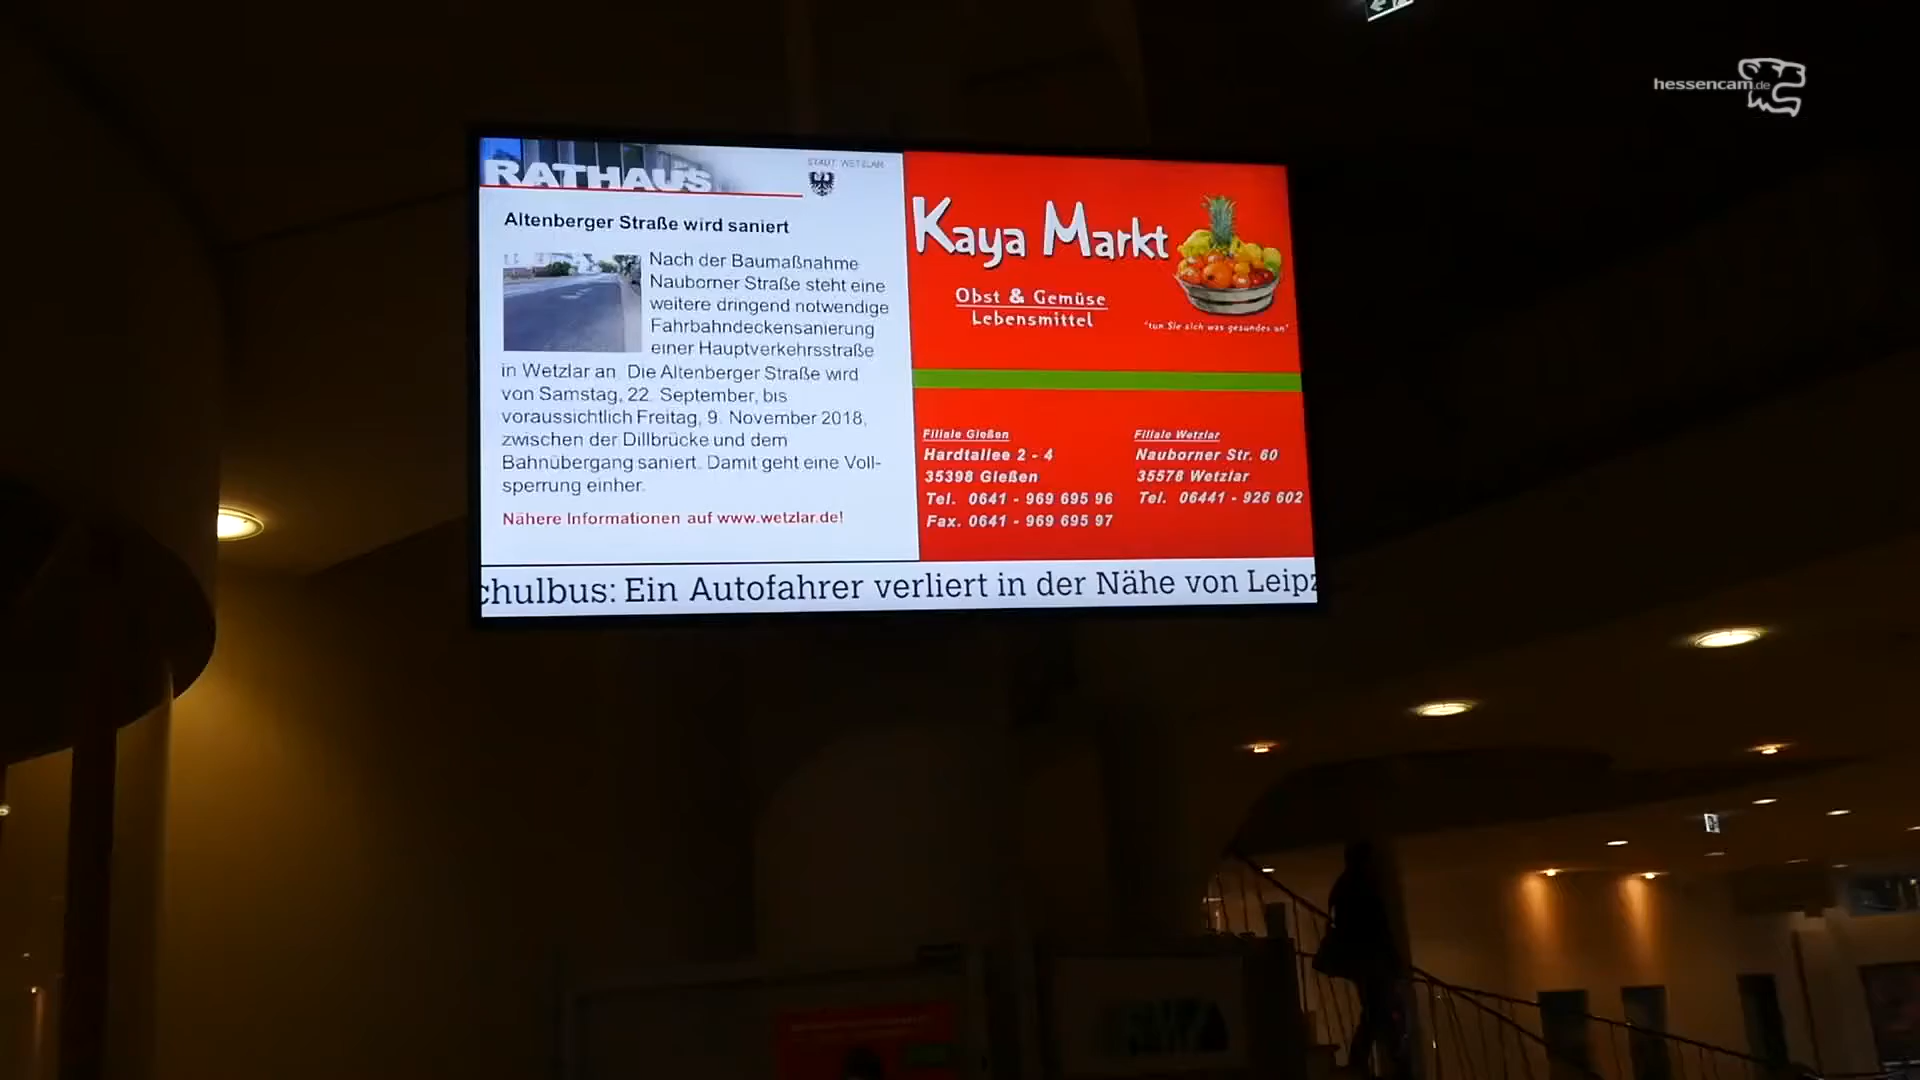 hessencam.de
RATHAUS
STADT WETZLAR
Altenberger Straße wird saniert
Nach der Baumaßnahme
Nauborner Straße steht eine
weitere dringend notwendige
Fahrbahndeckensanierung
einer Hauptverkehrsstraße
in Wetzlar an. Die Altenberger Straße wird
von Samstag, 22. September, bis
voraussichtlich Freitag, 9. November 2018,
zwischen der Dillbrücke und dem
Bahnübergang saniert. Damit geht eine Voll-
sperrung einher.
Nähere Informationen auf www.wetzlar.de!
Kaya Markt
Obst & Gemüse
Lebensmittel
"tun Sie sich was gesundes an"
Filiale Gießen
Hardtallee 2 - 4
35398 Gießen
Tel. 0641 - 969 695 96
Fax. 0641 - 969 695 97
Filiale Wetzlar
Nauborner Str. 60
35578 Wetzlar
Tel. 06441 - 926 602
chulbus: Ein Autofahrer verliert in der Nähe von Leipz